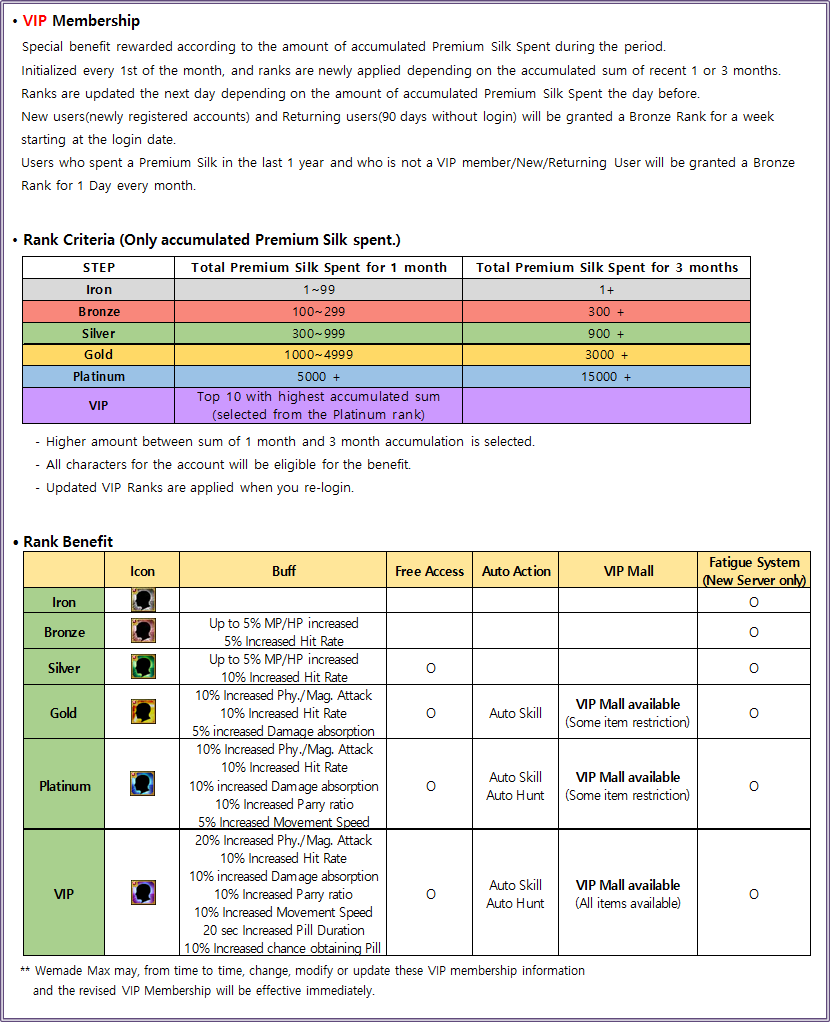 • VIP Membership
Special benefit rewarded according to the amount of accumulated Premium Silk Spent during the period.
Initialized every 1st of the month, and ranks are newly applied depending on the accumulated sum of recent 1 or 3 months.
Ranks are updated the next day depending on the amount of accumulated Premium Silk Spent the day before.
New users(newly registered accounts) and Returning users(90 days without login) will be granted a Bronze Rank for a week
starting at the login date.
Users who spent a Premium Silk in the last 1 year and who is not a VIP member/New/Returning User will be granted a Bronze
Rank for 1 Day every month.
• Rank Criteria (Only accumulated Premium Silk spent.)
STEP Total Premium Silk Spent for 1 month Total Premium Silk Spent for 3 months
Iron 1~99 1+
Bronze 100~299 300 +
Silver 300~999 900 +
Gold 1000~4999 3000 +
Platinum 5000 + 15000 +
VIP Top 10 with highest accumulated sum
(selected from the Platinum rank)
- Higher amount between sum of 1 month and 3 month accumulation is selected.
- All characters for the account will be eligible for the benefit.
- Updated VIP Ranks are applied when you re-login.
• Rank Benefit
Icon Buff Free Access Auto Action VIP Mall Fatigue System
(New Server only)
Iron O
Bronze Up to 5% MP/HP increased O
5% Increased Hit Rate
Silver Up to 5% MP/HP increased O O
10% Increased Hit Rate
10% Increased Phy./Mag. Attack
Gold 10% Increased Hit Rate O Auto Skill VIP Mall available O
(Some item restriction)
5% increased Damage absorption
10% Increased Phy./Mag. Attack
10% Increased Hit Rate
Platinum 10% increased Damage absorption O Auto Skill VIP Mall available O
10% Increased Parry ratio Auto Hunt (Some item restriction)
5% Increased Movement Speed
20% Increased Phy./Mag. Attack
10% Increased Hit Rate
10% increased Damage absorption
VIP 10% Increased Parry ratio O Auto Skill VIP Mall available O
10% Increased Movement Speed Auto Hunt (All items available)
20 sec Increased Pill Duration
10% Increased chance obtaining Pill
** Wemade Max may, from time to time, change, modify or update these VIP membership information
and the revised VIP Membership will be effective immediately.